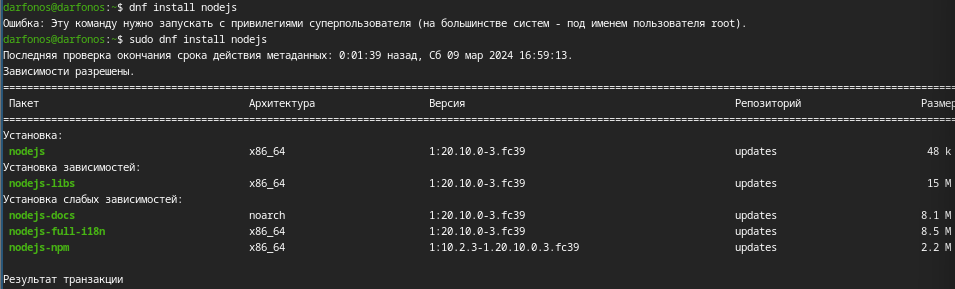 darfonos@darfonos:~$ dnf install nodejs
Ошибка: Эту команду нужно запускать с привилегиями суперпользователя (на большинстве систем - под именем пользователя root).
darfonos@darfonos:~$ sudo dnf install nodejs
Последняя проверка окончания срока действия метаданных: 0:01:39 назад, Сб 09 мар 2024 16:59:13.
Зависимости разрешены.
================================================================================
Пакет Архитектура Версия Репозиторий Размер
================================================================================
Установка:
nodejs x86_64 1:20.10.0-3.fc39 updates 48 k
Установка зависимостей:
nodejs-libs x86_64 1:20.10.0-3.fc39 updates 15 M
Установка слабых зависимостей:
nodejs-docs noarch 1:20.10.0-3.fc39 updates 8.1 M
nodejs-full-i18n x86_64 1:20.10.0-3.fc39 updates 8.5 M
nodejs-npm x86_64 1:10.2.3-1.20.10.0.3.fc39 updates 2.2 M
Результат транзакции